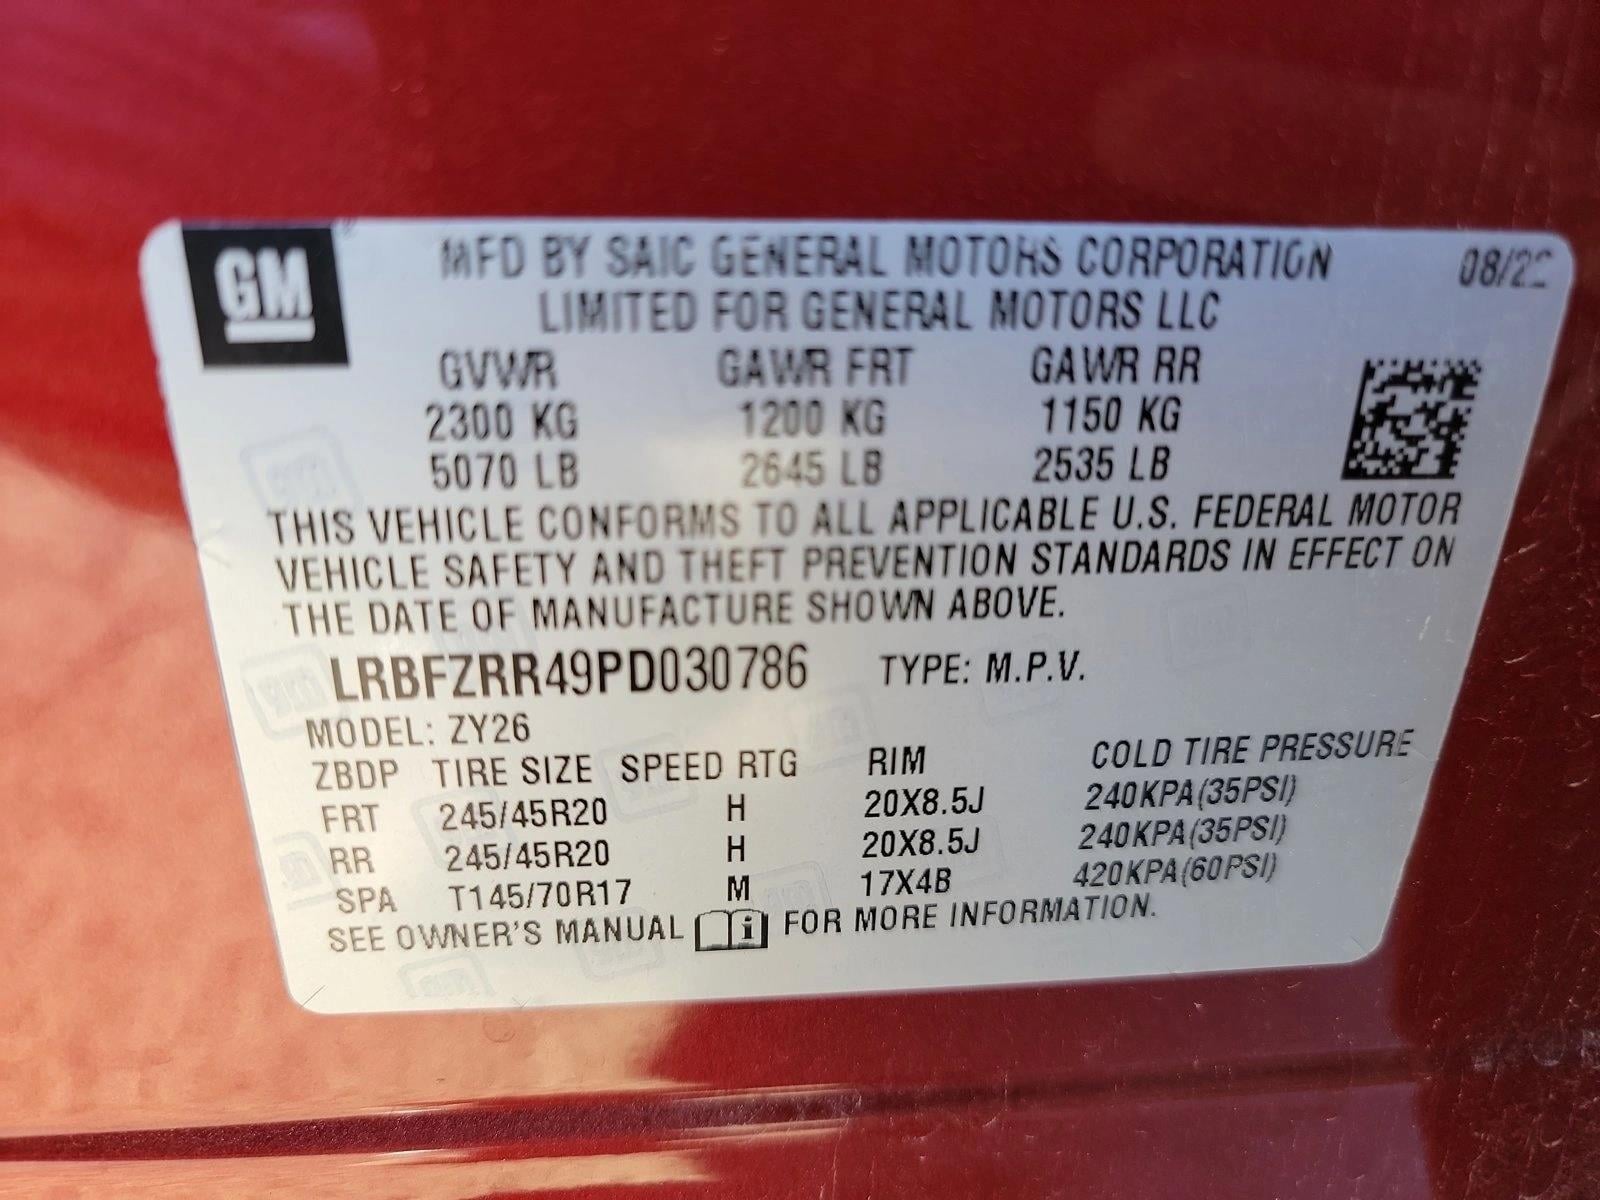 GM
MFD BY SAIC GENERAL MOTORS CORPORATION 08/22
LIMITED FOR GENERAL MOTORS LLC
GVWR GAWR FRT GAWR RR
2300 KG 1200 KG 1150 KG
5070 LB 2645 LB 2535 LB
THIS VEHICLE CONFORMS TO ALL APPLICABLE U.S. FEDERAL MOTOR
VEHICLE SAFETY AND THEFT PREVENTION STANDARDS IN EFFECT ON
THE DATE OF MANUFACTURE SHOWN ABOVE.
LRBFZRR49PD030786 TYPE: M.P.V.
MODEL: ZY26
ZBDP TIRE SIZE SPEED RTG RIM COLD TIRE PRESSURE
FRT 245/45R20 H 20X8.5J 240KPA(35PSI)
RR 245/45R20 H 20X8.5J 240KPA(35PSI)
SPA T145/70R17 M 17X4B 420KPA(60PSI)
SEE OWNER'S MANUAL i FOR MORE INFORMATION.